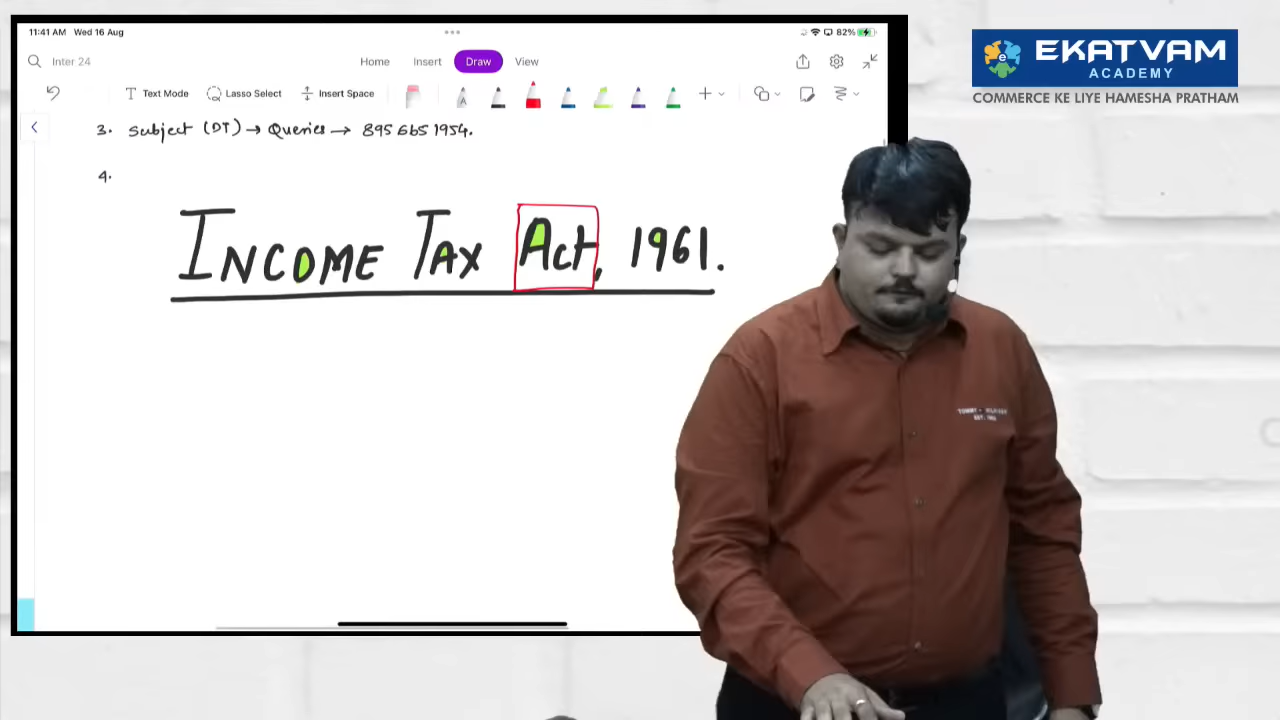 11:41 AM Wed 16 Aug
82%
Inter 24
Home Insert Draw View
Text Mode Lasso Select Insert Space
3. Subject (DT) → Queries → 895 665 1954.
4.
INCOME TAX Act, 1961.
EKATVAM
ACADEMY
COMMERCE KE LIYE HAMESHA PRATHAM